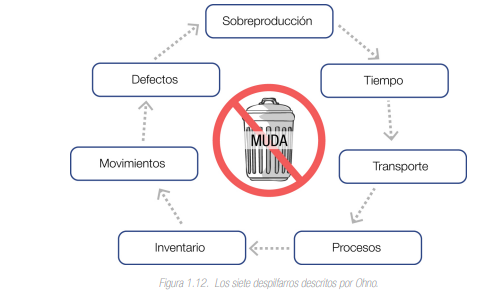 Sobreproducción
Defectos
Tiempo
MUDA
Movimientos
Transporte
Inventario
Procesos
Figura 1.12. Los siete despilfarros descritos por Ohno.